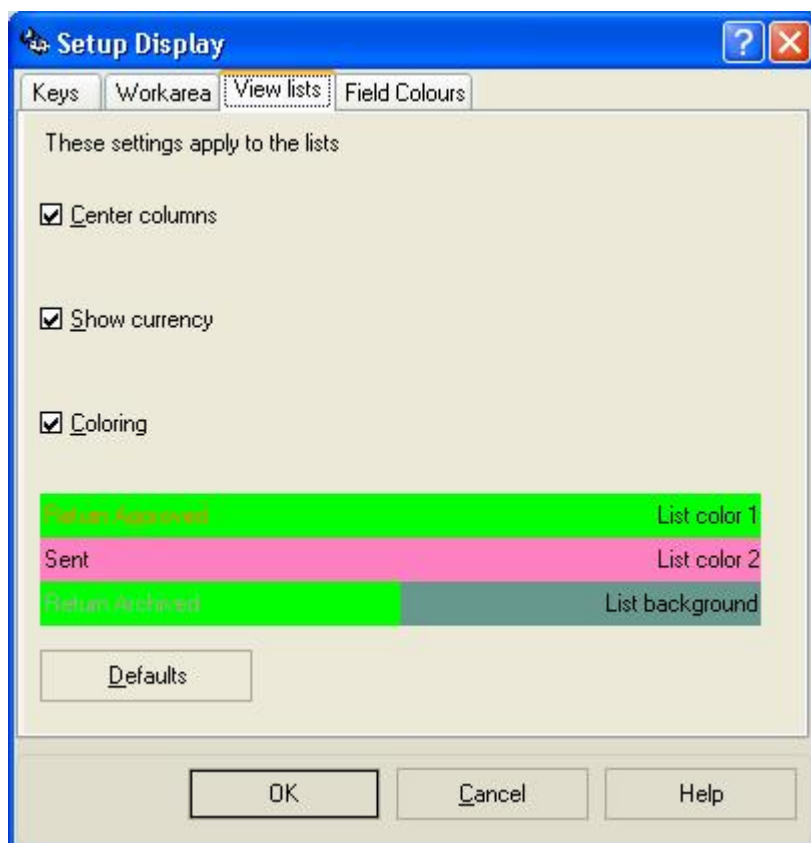 Setup Display
Keys Workarea View lists Field Colours
These settings apply to the lists
Center columns
Show currency
Coloring
Return Approved List color 1
Sent List color 2
Return Archived List background
Defaults
OK Cancel Help